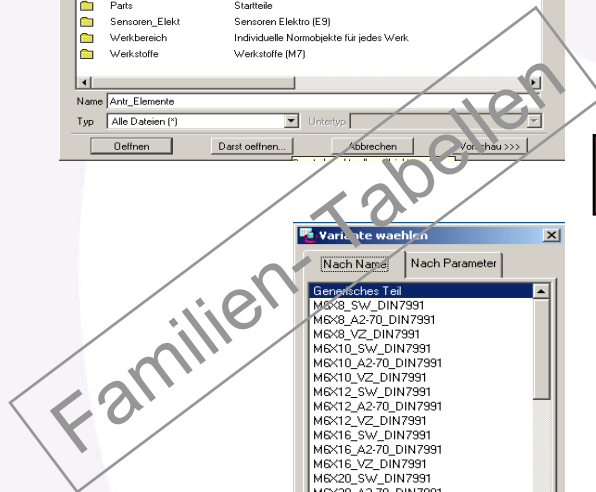 Parts Startteile
Sensoren_Elekt Sensoren Elektro (E9)
Werkbereich Individuelle Normobjekte für jedes Werk
Werkstoffe Werkstoffe (M7)
Name Antr_Elemente
Typ Alle Dateien (*) Untertyp
Oeffnen Darst oeffnen... Abbrechen Vorschau >>>
Familien-Tabellen
Variante waehlen
Nach Name Nach Parameter
Generisches Teil
M6X8_SW_DIN7991
M6X8_A2-70_DIN7991
M6X8_VZ_DIN7991
M6X10_SW_DIN7991
M6X10_A2-70_DIN7991
M6X10_VZ_DIN7991
M6X12_SW_DIN7991
M6X12_A2-70_DIN7991
M6X12_VZ_DIN7991
M6X16_SW_DIN7991
M6X16_A2-70_DIN7991
M6X16_VZ_DIN7991
M6X20_SW_DIN7991
M6X20_A2-70_DIN7991